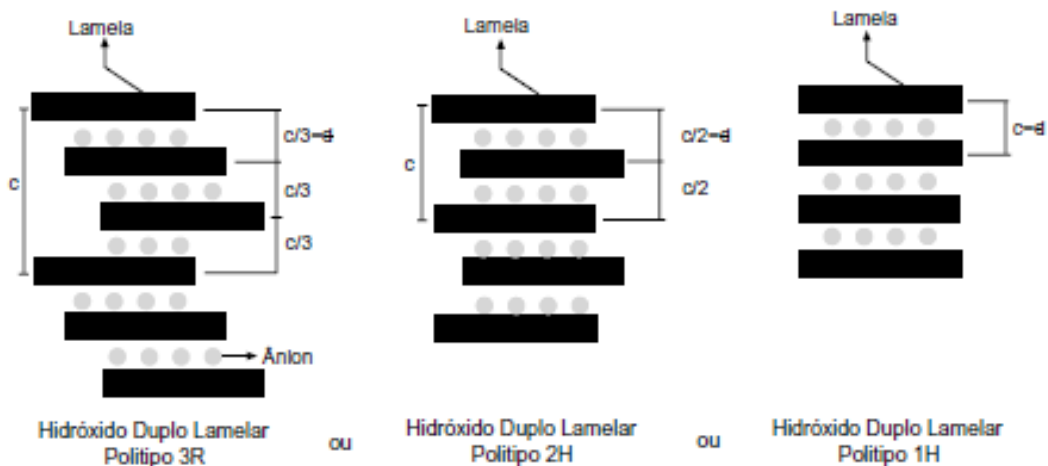 Lamela
c
c/3=d
c/3
c/3
Ânion
Hidróxido Duplo Lamelar
Politipo 3R
ou
Lamela
c
c/2=d
c/2
Hidróxido Duplo Lamelar
Politipo 2H
ou
Lamela
c=d
Hidróxido Duplo Lamelar
Politipo 1H